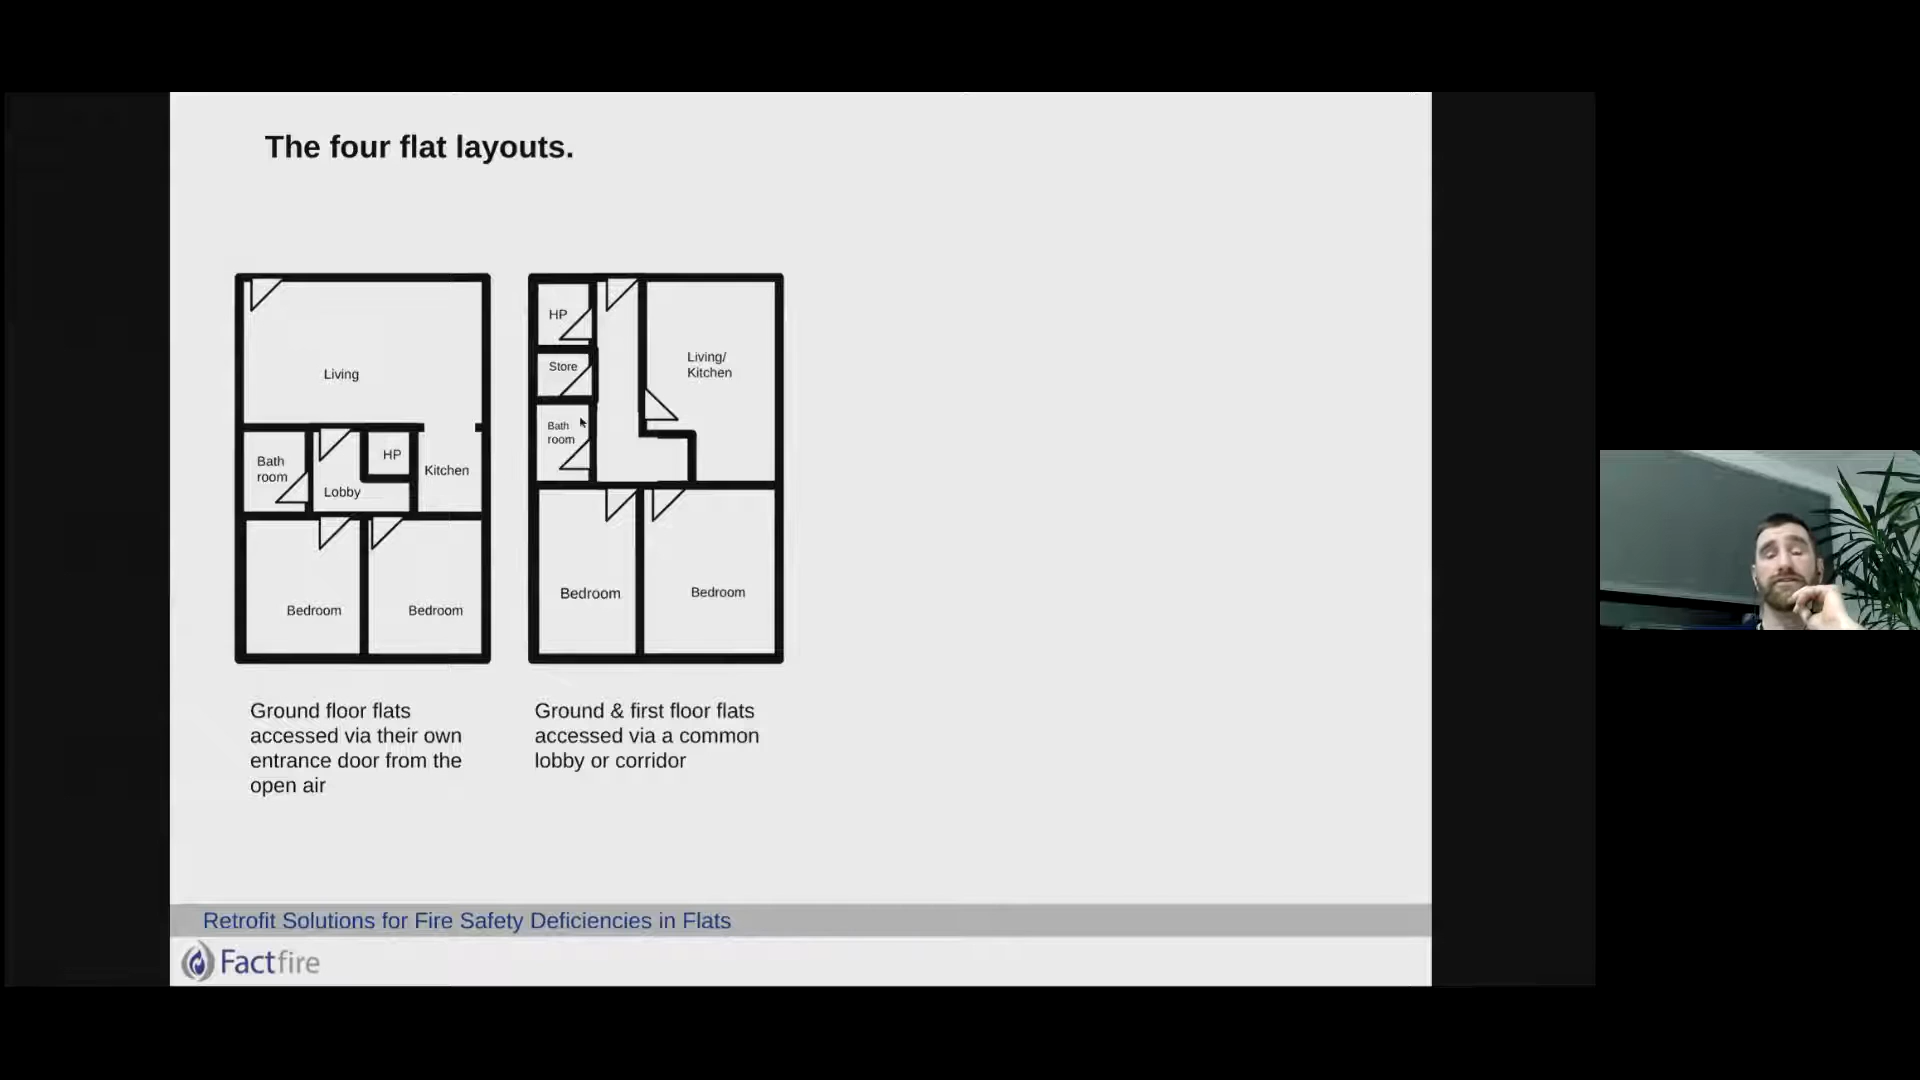 The four flat layouts.
Living
Bath
room
Lobby
HP
Kitchen
Bedroom
Bedroom
HP
Store
Bath
room
Living/
Kitchen
Bedroom
Bedroom
Ground floor flats
accessed via their own
entrance door from the
open air
Ground & first floor flats
accessed via a common
lobby or corridor
Retrofit Solutions for Fire Safety Deficiencies in Flats
Factfire